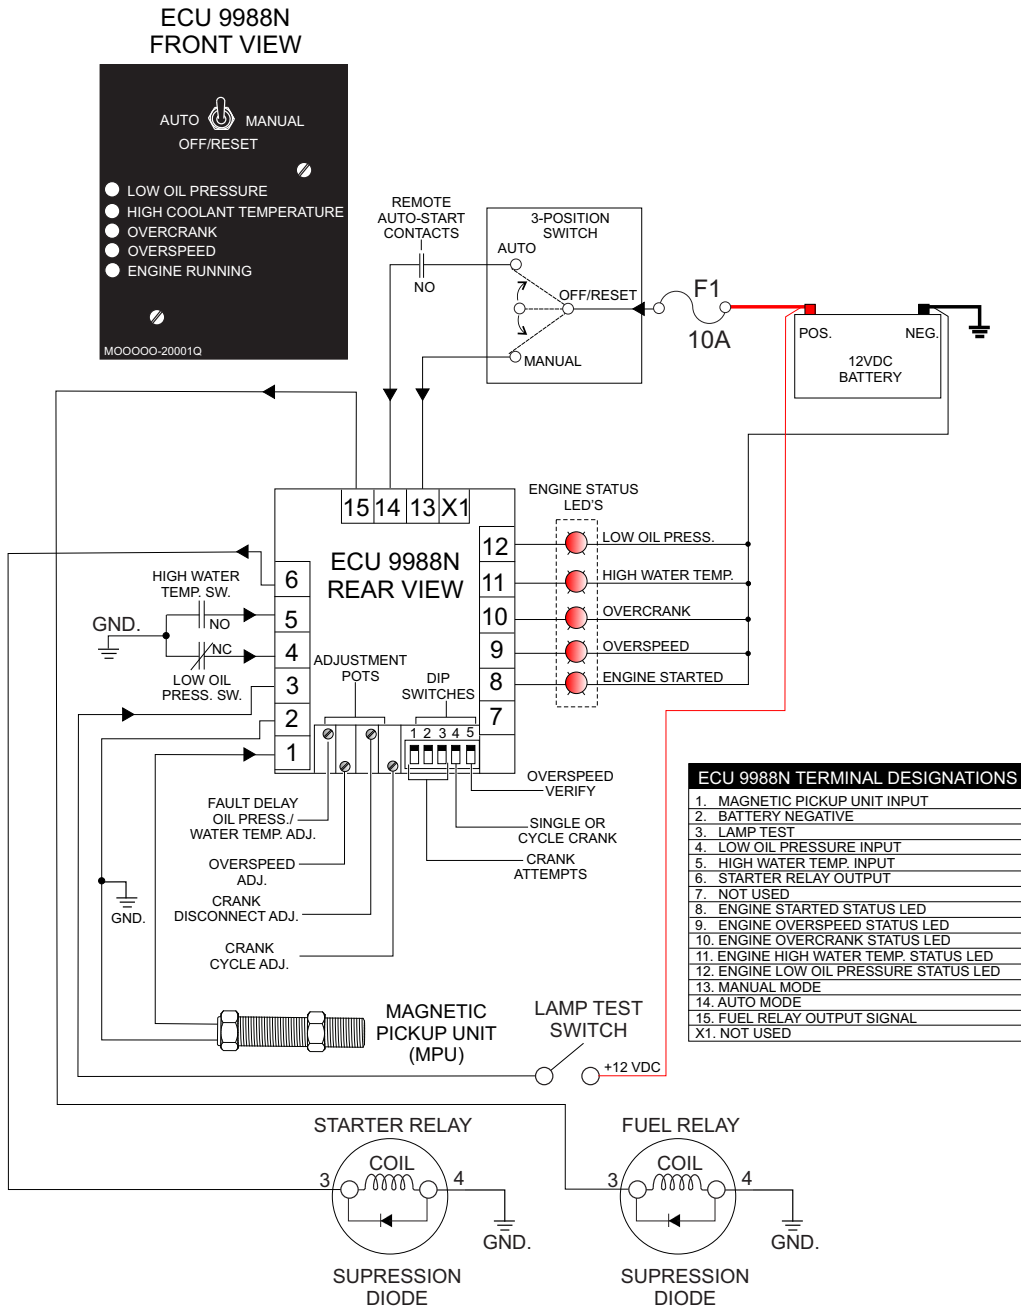 ECU 9988N
FRONT VIEW
AUTO
MANUAL
OFF/RESET
LOW OIL PRESSURE
HIGH COOLANT TEMPERATURE
OVERCRANK
OVERSPEED
ENGINE RUNNING
MOOOOO-20001Q
REMOTE
AUTO-START
CONTACTS
NO
3-POSITION
SWITCH
AUTO
OFF/RESET
MANUAL
F1
10A
POS.
NEG.
12VDC
BATTERY
15 14 13 X1
ECU 9988N
REAR VIEW
ENGINE STATUS
LED'S
12
LOW OIL PRESS.
11
HIGH WATER TEMP.
10
OVERCRANK
9
OVERSPEED
8
ENGINE STARTED
7
6
5
4
3
2
1
HIGH WATER
TEMP. SW.
NO
GND.
NC
LOW OIL
PRESS. SW.
ADJUSTMENT
POTS
DIP
SWITCHES
1 2 3 4 5
OVERSPEED
VERIFY
SINGLE OR
CYCLE CRANK
CRANK
ATTEMPTS
FAULT DELAY
OIL PRESS./
WATER TEMP. ADJ.
OVERSPEED
ADJ.
CRANK
DISCONNECT ADJ.
CRANK
CYCLE ADJ.
GND.
ECU 9988N TERMINAL DESIGNATIONS
1. MAGNETIC PICKUP UNIT INPUT
2. BATTERY NEGATIVE
3. LAMP TEST
4. LOW OIL PRESSURE INPUT
5. HIGH WATER TEMP. INPUT
6. STARTER RELAY OUTPUT
7. NOT USED
8. ENGINE STARTED STATUS LED
9. ENGINE OVERSPEED STATUS LED
10. ENGINE OVERCRANK STATUS LED
11. ENGINE HIGH WATER TEMP. STATUS LED
12. ENGINE LOW OIL PRESSURE STATUS LED
13. MANUAL MODE
14. AUTO MODE
15. FUEL RELAY OUTPUT SIGNAL
X1. NOT USED
MAGNETIC
PICKUP UNIT
(MPU)
LAMP TEST
SWITCH
+12 VDC
STARTER RELAY
COIL
3
4
GND.
SUPRESSION
DIODE
FUEL RELAY
COIL
3
4
GND.
SUPRESSION
DIODE